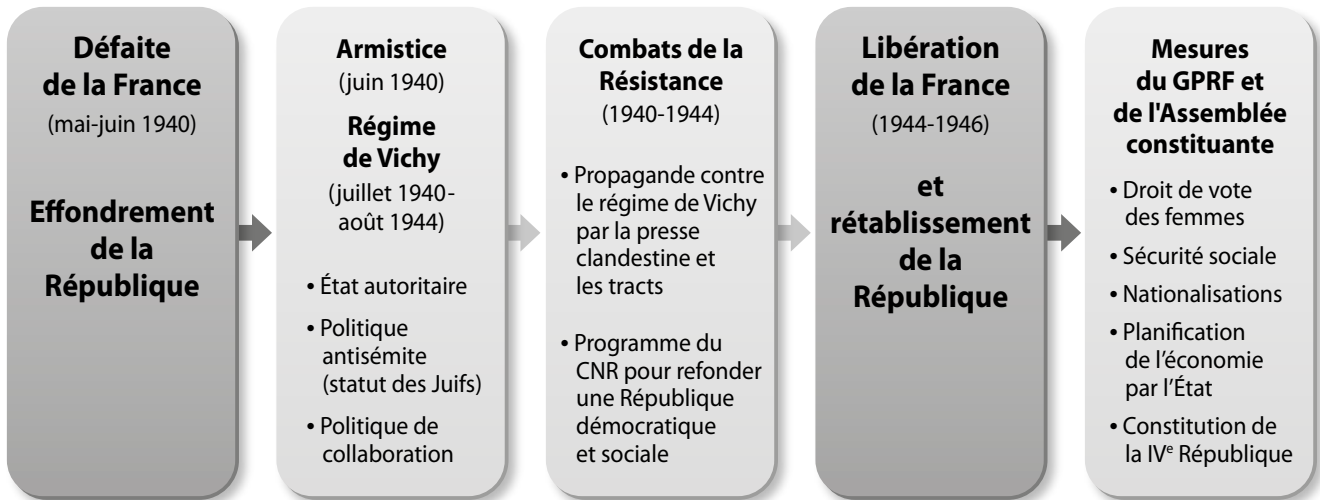 Défaite
de la France
(mai-juin 1940)
Effondrement
de la
République
Armistice
(juin 1940)
Régime
de Vichy
(juillet 1940-
août 1944)
• État autoritaire
• Politique
antisémite
(statut des Juifs)
• Politique de
collaboration
Combats de la
Résistance
(1940-1944)
• Propagande contre
le régime de Vichy
par la presse
clandestine et
les tracts
• Programme du
CNR pour refonder
une République
démocratique
et sociale
Libération
de la France
(1944-1946)
et
rétablissement
de la
République
Mesures
du GPRF et
de l'Assemblée
constituante
• Droit de vote
des femmes
• Sécurité sociale
• Nationalisations
• Planification
de l'économie
par l'État
• Constitution de
la IVe République